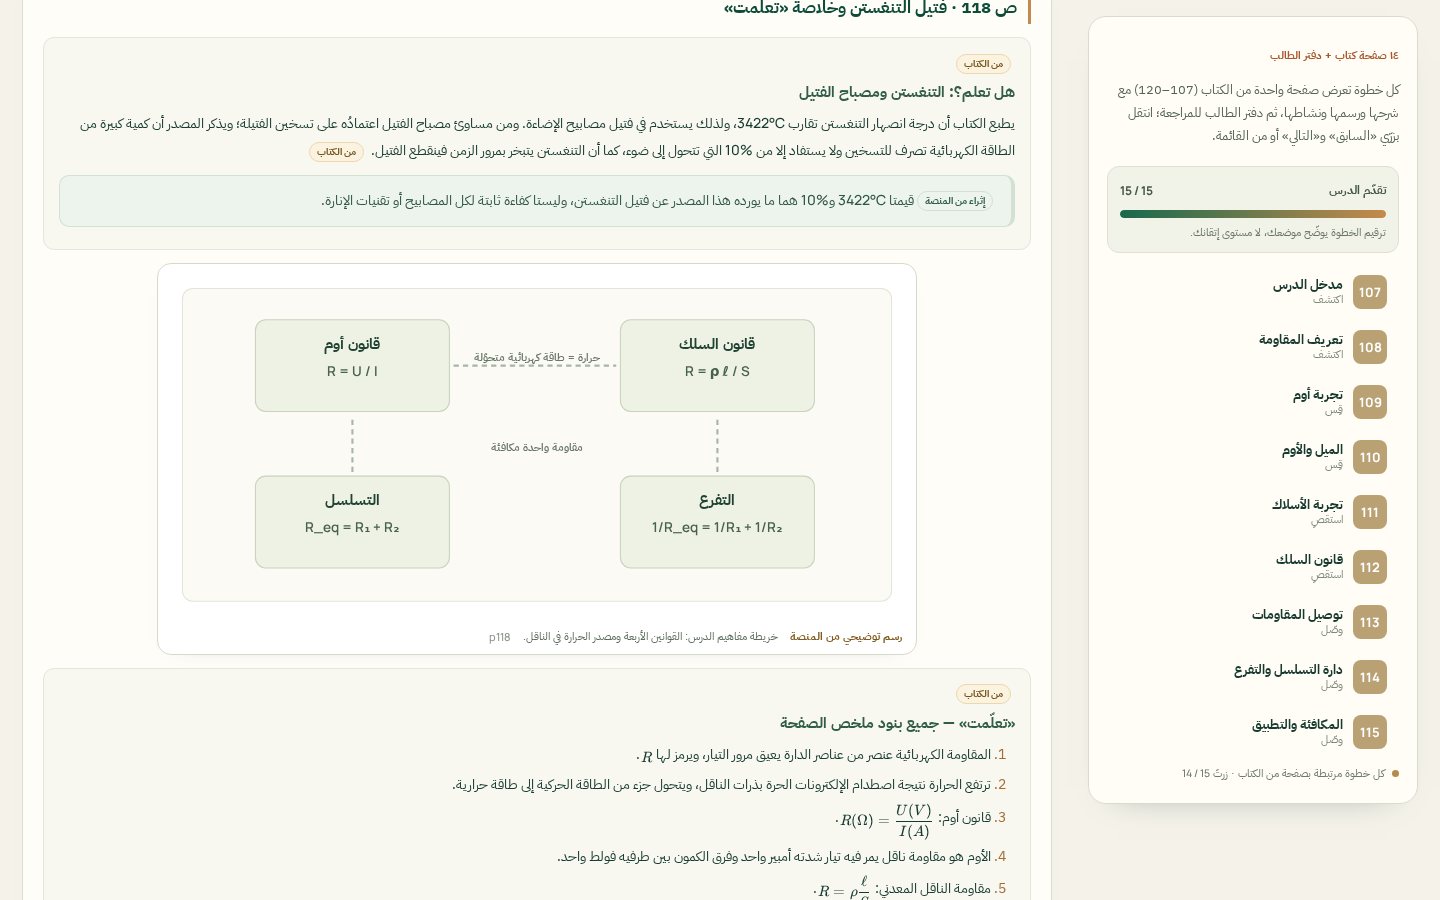 ١٤ صفحة كتاب + دفتر الطالب
كل خطوة تعرض صفحة واحدة من الكتاب (107–120) مع
شرحها ورسمها ونشاطها، ثم دفتر الطالب للمراجعة؛ انتقل
بزرّي «السابق» و«التالي» أو من القائمة.
تقدّم الدرس
15 / 15
ترقيم الخطوة يوضّح موضعك، لا مستوى إتقانك.
107 مدخل الدرس
اكتشف
108 تعريف المقاومة
اكتشف
109 تجربة أوم
قِس
110 الميل والأوم
قِس
111 تجربة الأسلاك
استقصِ
112 قانون السلك
استقصِ
113 توصيل المقاومات
وصّل
114 دارة التسلسل والتفرع
وصّل
115 المكافئة والتطبيق
وصّل
كل خطوة مرتبطة بصفحة من الكتاب · زرتَ 15 / 14
ص 118 · فتيل التنغستن وخلاصة «تعلمت»
من الكتاب
هل تعلم؟: التنغستن ومصباح الفتيل
يطبع الكتاب أن درجة انصهار التنغستن تقارب 3422°C، ولذلك يستخدم في فتيل مصابيح الإضاءة. ومن مساوئ مصباح الفتيل اعتمادُه على تسخين الفتيلة؛ ويذكر المصدر أن كمية كبيرة من
الطاقة الكهربائية تصرف للتسخين ولا يستفاد إلا من 10% التي تتحول إلى ضوء، كما أن التنغستن يتبخر بمرور الزمن فينقطع الفتيل. من الكتاب
إثراء من المنصة قيمتا 3422°C و10% هما ما يورده هذا المصدر عن فتيل التنغستن، وليستا كفاءة ثابتة لكل المصابيح أو تقنيات الإنارة.
قانون السلك
R = ρ ℓ / S
حرارة = طاقة كهربائية متحوّلة
قانون أوم
R = U / I
مقاومة واحدة مكافئة
التفرع
1/R_eq = 1/R₁ + 1/R₂
التسلسل
R_eq = R₁ + R₂
رسم توضيحي من المنصة خريطة مفاهيم الدرس: القوانين الأربعة ومصدر الحرارة في الناقل. p118
من الكتاب
«تعلّمت» — جميع بنود ملخص الصفحة
1. المقاومة الكهربائية عنصر من عناصر الدارة يعيق مرور التيار، ويرمز لها R.
2. ترتفع الحرارة نتيجة اصطدام الإلكترونات الحرة بذرات الناقل، ويتحول جزء من الطاقة الحركية إلى طاقة حرارية.
3. قانون أوم: R(Ω) = U(V) / I(A).
4. الأوم هو مقاومة ناقل يمر فيه تيار شدته أمبير واحد وفرق الكمون بين طرفيه فولط واحد.
5. مقاومة الناقل المعدني: R = ρ ℓ